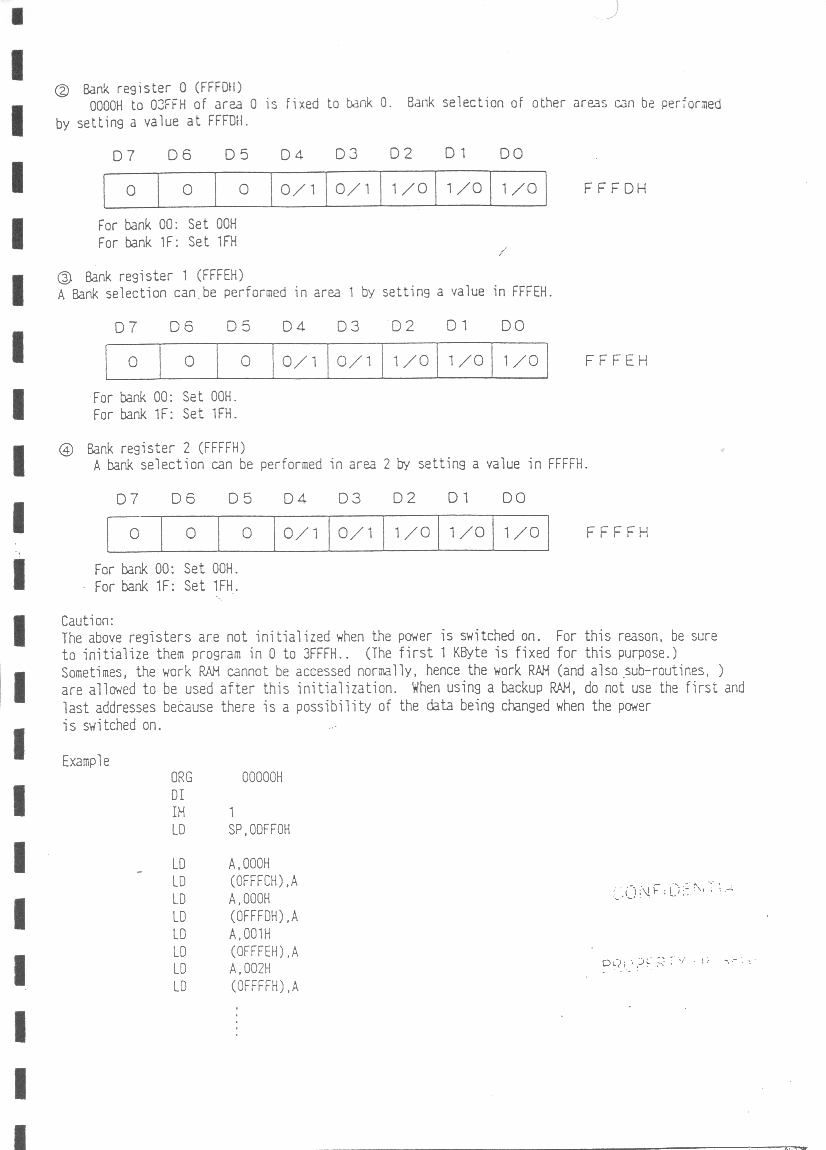 ② Bank register 0 (FFFDH)
0000H to 03FFH of area 0 is fixed to bank 0. Bank selection of other areas can be performed
by setting a value at FFFDH.
D7 D6 D5 D4 D3 D2 D1 D0
0 0 0 0/1 0/1 1/0 1/0 1/0 FFFDH
For bank 00: Set 00H
For bank 1F: Set 1FH
③ Bank register 1 (FFFEH)
A Bank selection can be performed in area 1 by setting a value in FFFEH.
D7 D6 D5 D4 D3 D2 D1 D0
0 0 0 0/1 0/1 1/0 1/0 1/0 FFFEH
For bank 00: Set 00H.
For bank 1F: Set 1FH.
④ Bank register 2 (FFFFH)
A bank selection can be performed in area 2 by setting a value in FFFFH.
D7 D6 D5 D4 D3 D2 D1 D0
0 0 0 0/1 0/1 1/0 1/0 1/0 FFFFH
For bank 00: Set 00H.
For bank 1F: Set 1FH.
Caution:
The above registers are not initialized when the power is switched on. For this reason, be sure
to initialize them program in 0 to 3FFFH.. (The first 1 KByte is fixed for this purpose.)
Sometimes, the work RAM cannot be accessed normally, hence the work RAM (and also sub-routines, )
are allowed to be used after this initialization. When using a backup RAM, do not use the first and
last addresses because there is a possibility of the data being changed when the power
is switched on.
Example
ORG 00000H
DI
IM 1
LD SP,0DFF0H
LD A,000H
LD (0FFFCH),A
LD A,000H
LD (0FFFDH),A
LD A,001H
LD (0FFFEH),A
LD A,002H
LD (0FFFFH),A
CONFIDENTIA
PROPERTY